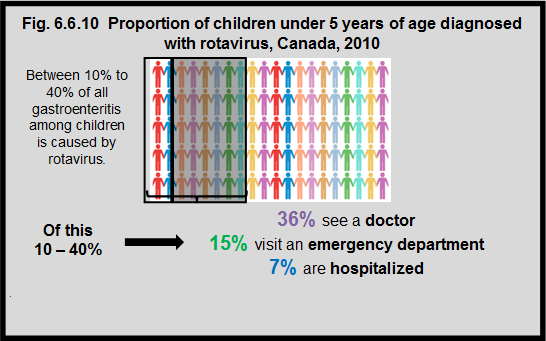 Fig. 6.6.10 Proportion of children under 5 years of age diagnosed
with rotavirus, Canada, 2010
Between 10% to
40% of all
gastroenteritis
among children
is caused by
rotavirus.
Of this
10 – 40%
36% see a doctor
15% visit an emergency department
7% are hospitalized